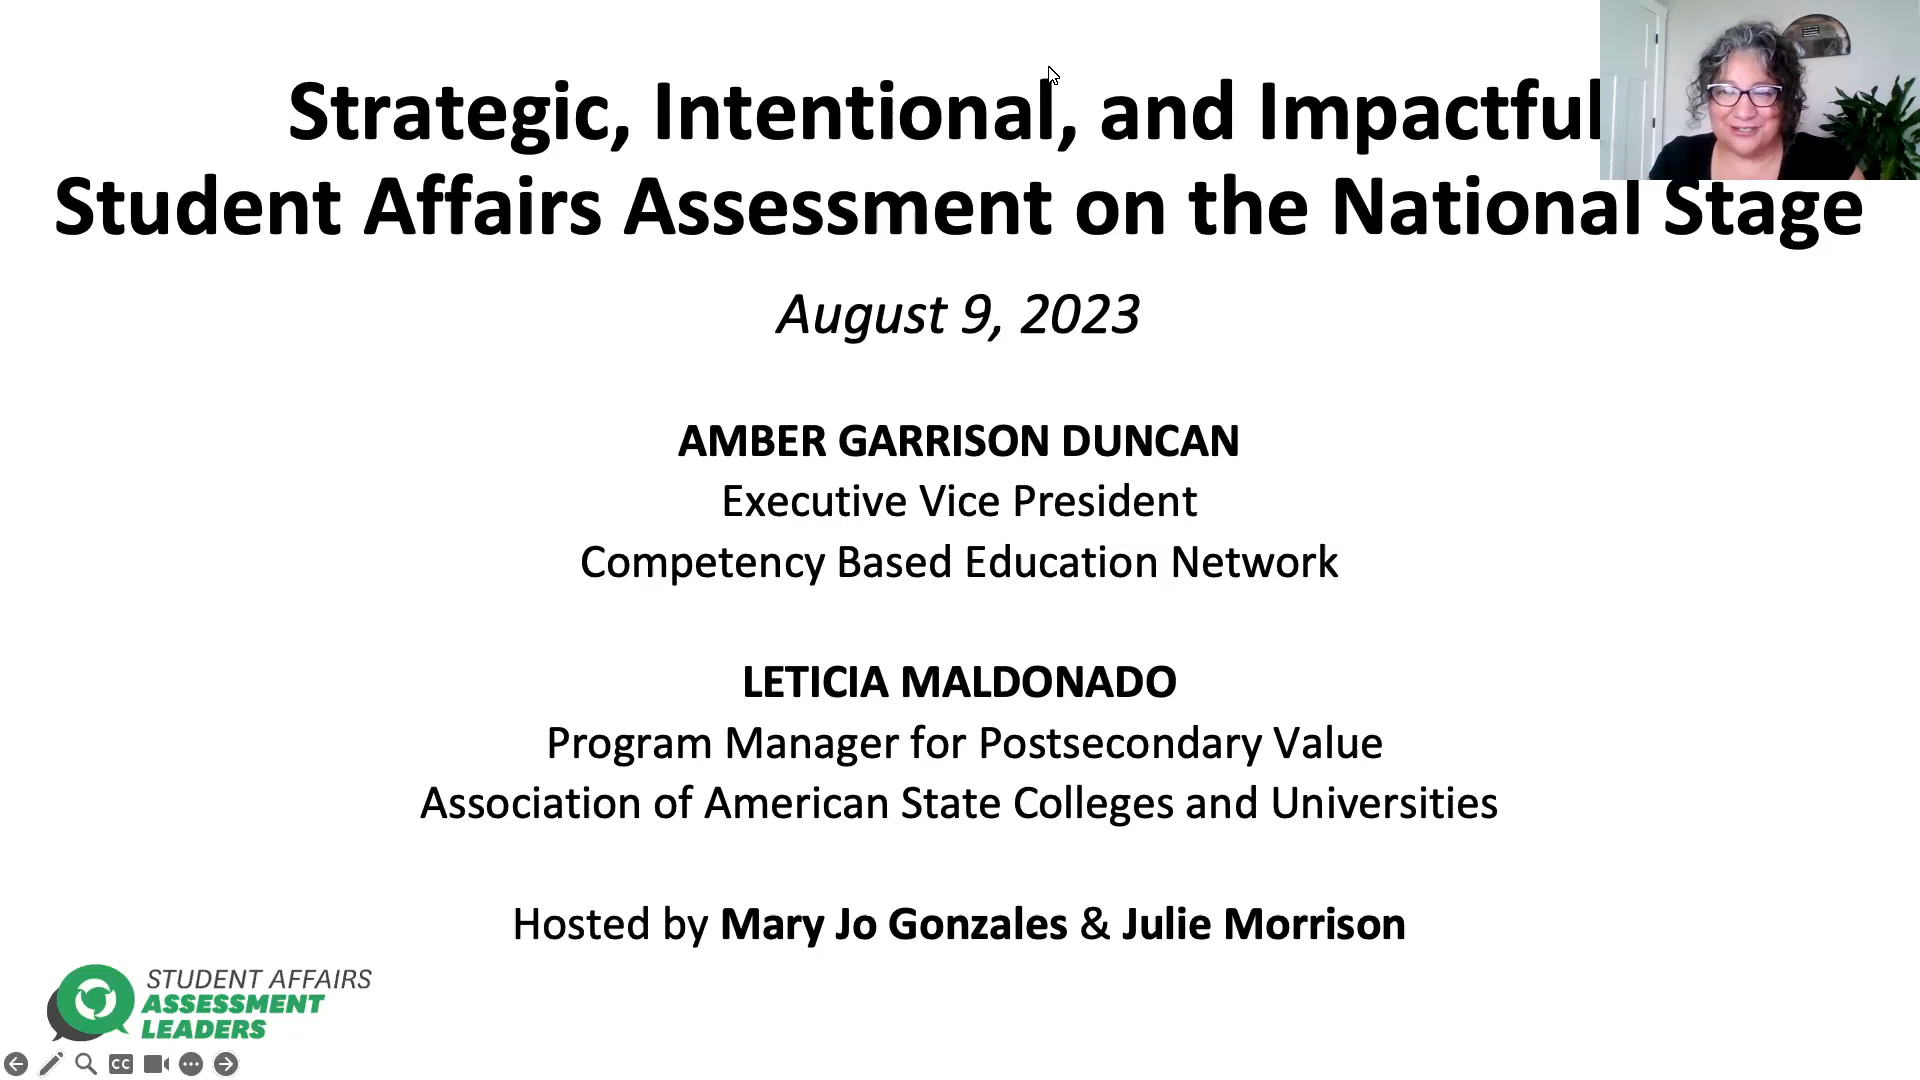 Strategic, Intentional, and Impactful
Student Affairs Assessment on the National Stage
August 9, 2023
AMBER GARRISON DUNCAN
Executive Vice President
Competency Based Education Network
LETICIA MALDONADO
Program Manager for Postsecondary Value
Association of American State Colleges and Universities
Hosted by Mary Jo Gonzales & Julie Morrison
STUDENT AFFAIRS
ASSESSMENT
LEADERS
CC